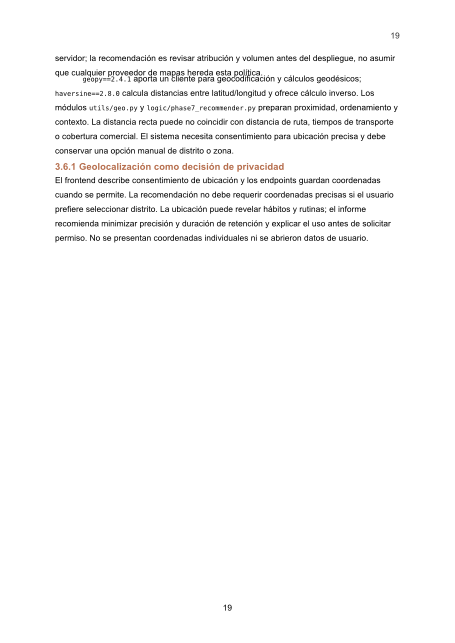 19
servidor; la recomendación es revisar atribución y volumen antes del despliegue, no asumir
que cualquier proveedor de mapas hereda esta política.
geopy==2.4.1 aporta un cliente para geocodificación y cálculos geodésicos;
haversine==2.8.0 calcula distancias entre latitud/longitud y ofrece cálculo inverso. Los
módulos utils/geo.py y logic/phase7_recommender.py preparan proximidad, ordenamiento y
contexto. La distancia recta puede no coincidir con distancia de ruta, tiempos de transporte
o cobertura comercial. El sistema necesita consentimiento para ubicación precisa y debe
conservar una opción manual de distrito o zona.
3.6.1 Geolocalización como decisión de privacidad
El frontend describe consentimiento de ubicación y los endpoints guardan coordenadas
cuando se permite. La recomendación no debe requerir coordenadas precisas si el usuario
prefiere seleccionar distrito. La ubicación puede revelar hábitos y rutinas; el informe
recomienda minimizar precisión y duración de retención y explicar el uso antes de solicitar
permiso. No se presentan coordenadas individuales ni se abrieron datos de usuario.
19